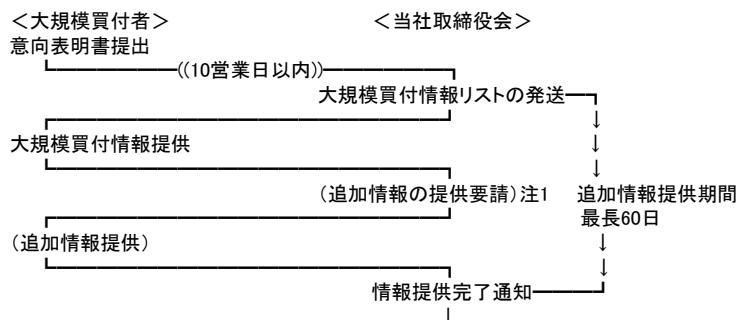 ＜大規模買付者＞ ＜当社取締役会＞
意向表明書提出
((10営業日以内))
大規模買付情報リストの発送
大規模買付情報提供
（追加情報の提供要請）注1 追加情報提供期間
最長60日
（追加情報提供）
情報提供完了通知